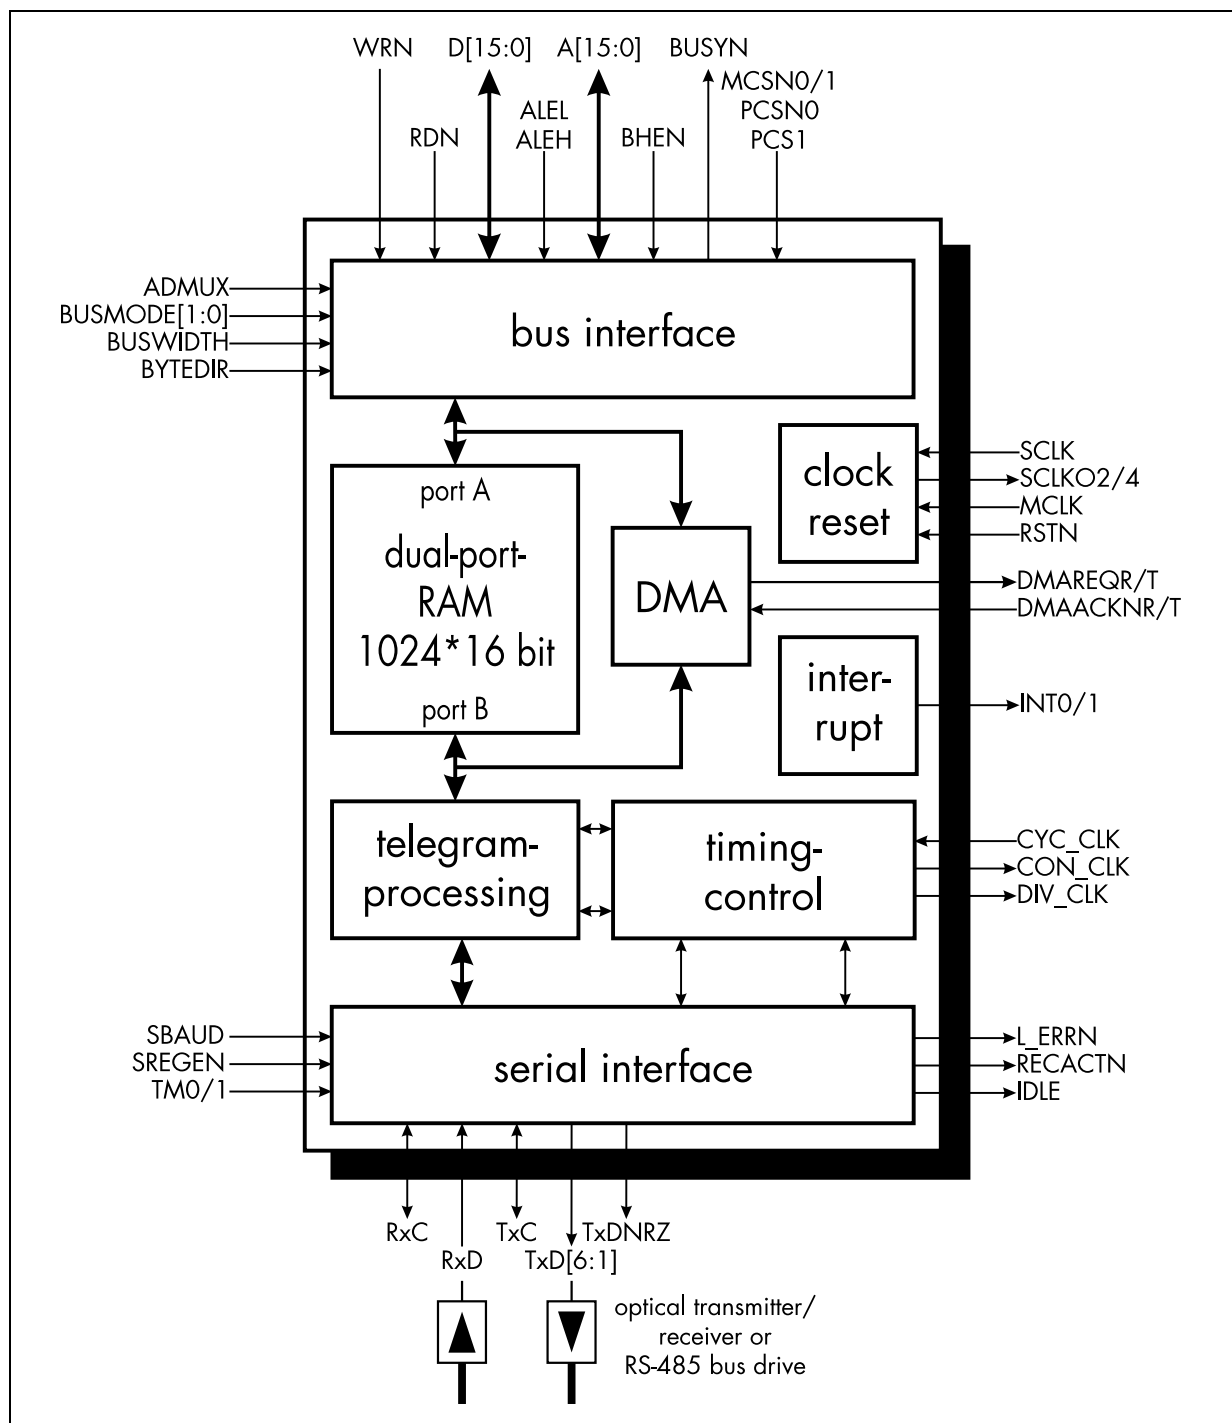 WRN D[15:0] A[15:0] BUSYN
MCSN0/1
ALEL PCSN0
RDN ALEH BHEN PCS1
ADMUX
BUSMODE[1:0]
BUSWIDTH
BYTEDIR
bus interface
SCLK
SCLKO2/4
MCLK
RSTN
clock
reset
port A
dual-port-
RAM
1024*16 bit
port B
DMA
DMAREQR/T
DMAACKNR/T
inter-
rupt
INT0/1
telegram-
processing
timing-
control
CYC_CLK
CON_CLK
DIV_CLK
SBAUD
SREGEN
TM0/1
serial interface
L_ERRN
RECACTN
IDLE
RxC TxC TxDNRZ
RxD TxD[6:1]
optical transmitter/
receiver or
RS-485 bus drive